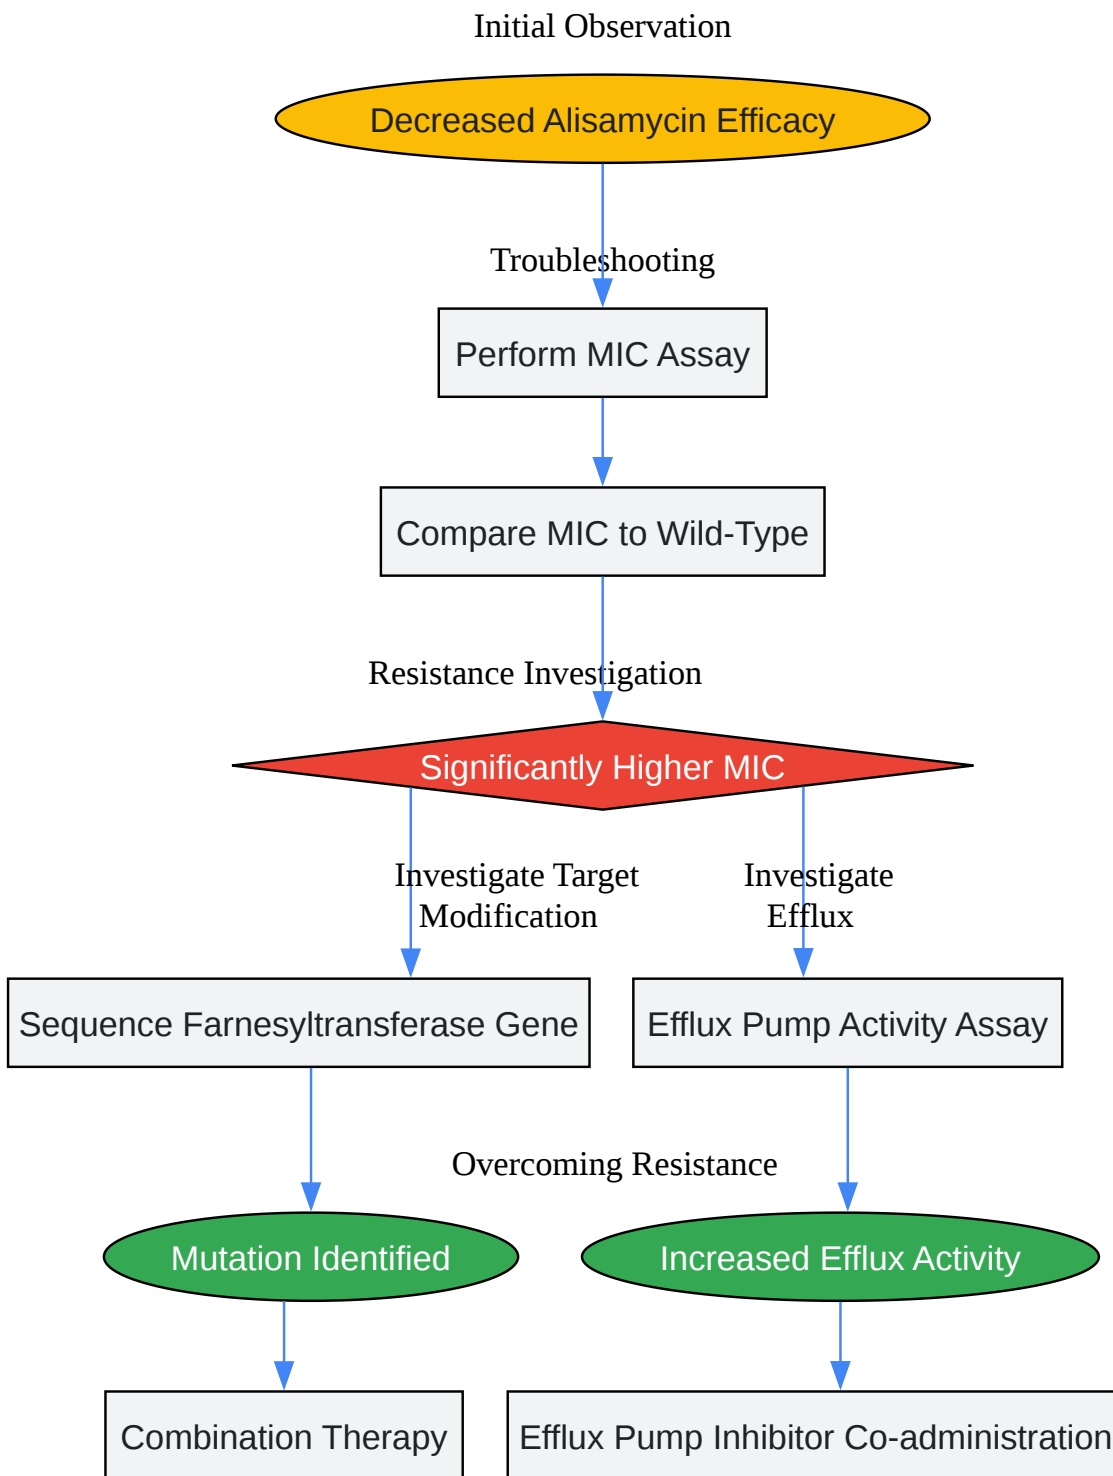 Initial Observation
Decreased Alisamycin Efficacy
Troubleshooting
Perform MIC Assay
Compare MIC to Wild-Type
Resistance Investigation
Significantly Higher MIC
Investigate Target
Modification
Investigate
Efflux
Sequence Farnesyltransferase Gene
Efflux Pump Activity Assay
Overcoming Resistance
Mutation Identified
Increased Efflux Activity
Combination Therapy
Efflux Pump Inhibitor Co-administration